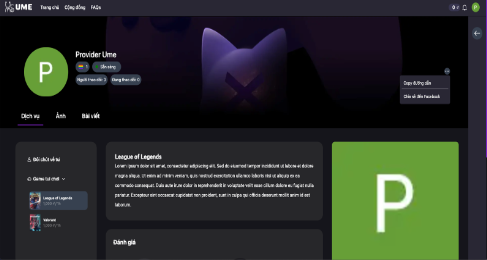 UME
Trang chủ Cộng đồng FAQs
0
P
P
Provider Ume
Sẵn sàng
Người theo dõi: 3 Đang theo dõi: 0
Copy đường dẫn
Chia sẻ đến Facebook
Dịch vụ Ảnh Bài viết
Đôi chút về tôi
Game tui chơi
League of Legends
Valorant
League of Legends
Lorem ipsum dolor sit amet, consectetur adipiscing elit. Sed do eiusmod tempor incididunt ut labore et dolore
magna aliqua. Ut enim ad minim veniam, quis nostrud exercitation ullamco laboris nisi ut aliquip ex ea
commodo consequat. Duis aute irure dolor in reprehenderit in voluptate velit esse cillum dolore eu fugiat nulla
pariatur. Excepteur sint occaecat cupidatat non proident, sunt in culpa qui officia deserunt mollit anim id est
laborum.
Đánh giá
P